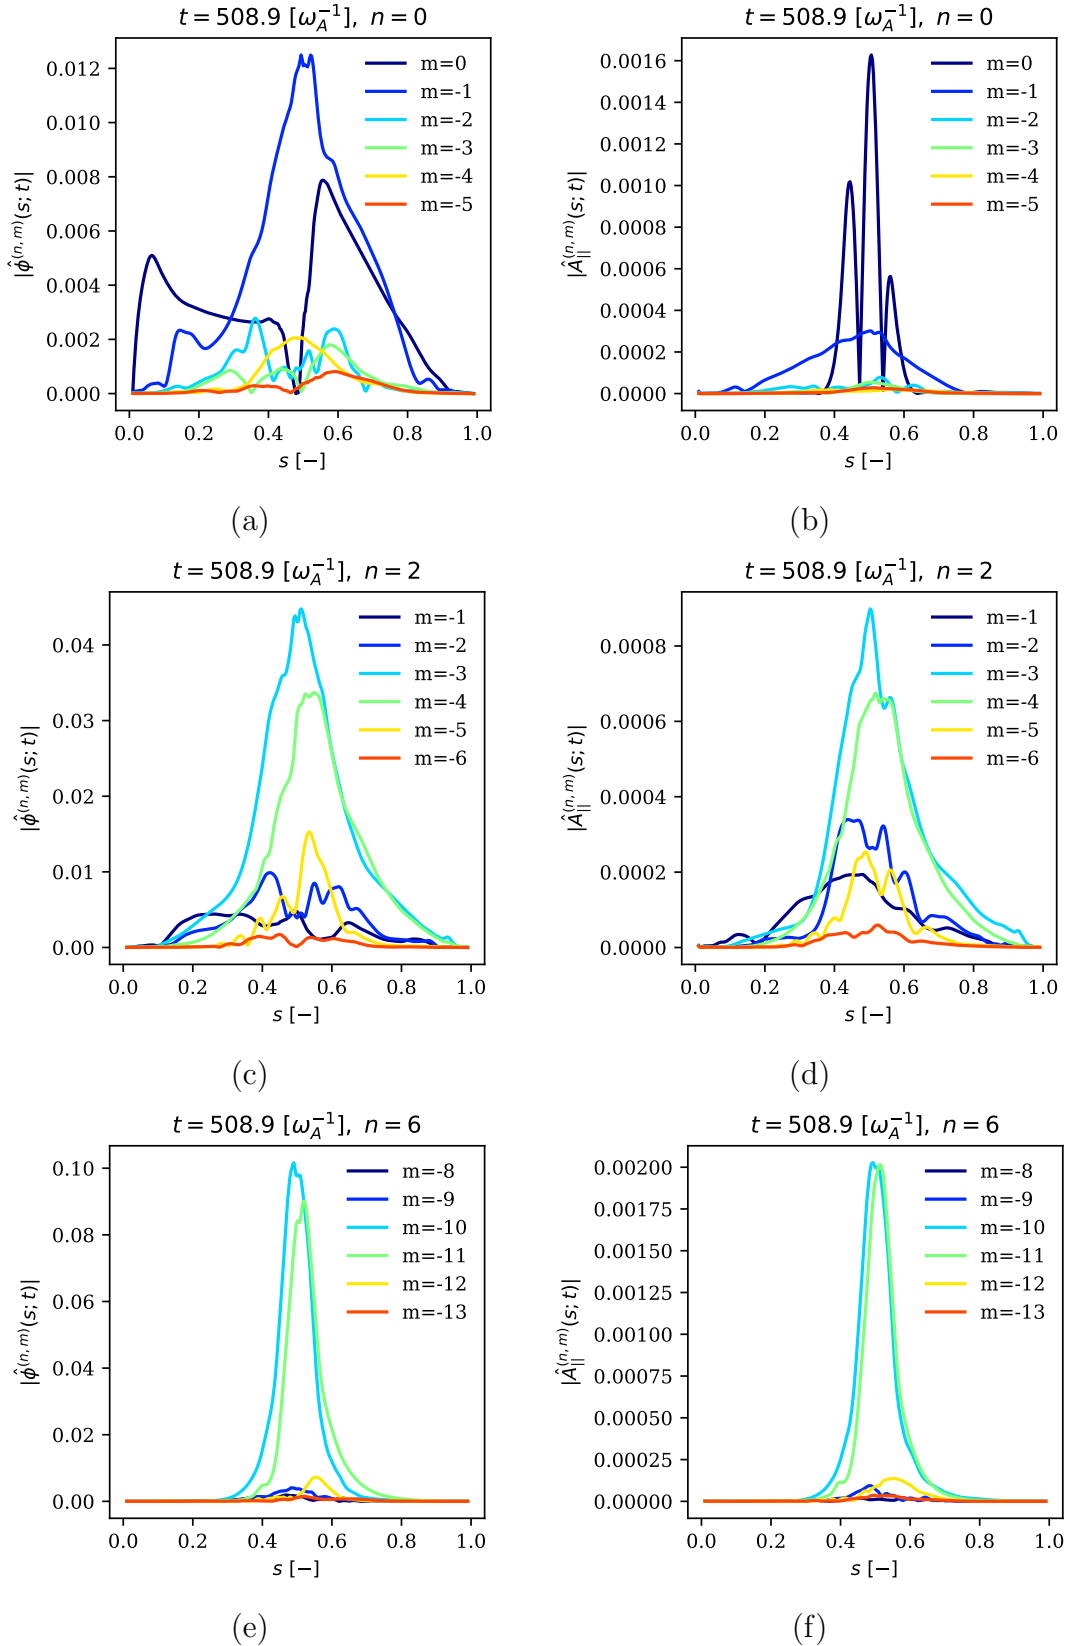 t = 508.9 [ω_A^{-1}], n = 0
|ϕ̂^{(n, m)}(s; t)|
0.012
0.010
0.008
0.006
0.004
0.002
0.000
m=0
m=-1
m=-2
m=-3
m=-4
m=-5
0.0 0.2 0.4 0.6 0.8 1.0
s [−]
(a)
t = 508.9 [ω_A^{-1}], n = 0
|Â_{||}^{(n, m)}(s; t)|
0.0016
0.0014
0.0012
0.0010
0.0008
0.0006
0.0004
0.0002
0.0000
m=0
m=-1
m=-2
m=-3
m=-4
m=-5
0.0 0.2 0.4 0.6 0.8 1.0
s [−]
(b)
t = 508.9 [ω_A^{-1}], n = 2
|ϕ̂^{(n, m)}(s; t)|
0.04
0.03
0.02
0.01
0.00
m=-1
m=-2
m=-3
m=-4
m=-5
m=-6
0.0 0.2 0.4 0.6 0.8 1.0
s [−]
(c)
t = 508.9 [ω_A^{-1}], n = 2
|Â_{||}^{(n, m)}(s; t)|
0.0008
0.0006
0.0004
0.0002
0.0000
m=-1
m=-2
m=-3
m=-4
m=-5
m=-6
0.0 0.2 0.4 0.6 0.8 1.0
s [−]
(d)
t = 508.9 [ω_A^{-1}], n = 6
|ϕ̂^{(n, m)}(s; t)|
0.10
0.08
0.06
0.04
0.02
0.00
m=-8
m=-9
m=-10
m=-11
m=-12
m=-13
0.0 0.2 0.4 0.6 0.8 1.0
s [−]
(e)
t = 508.9 [ω_A^{-1}], n = 6
|Â_{||}^{(n, m)}(s; t)|
0.00200
0.00175
0.00150
0.00125
0.00100
0.00075
0.00050
0.00025
0.00000
m=-8
m=-9
m=-10
m=-11
m=-12
m=-13
0.0 0.2 0.4 0.6 0.8 1.0
s [−]
(f)